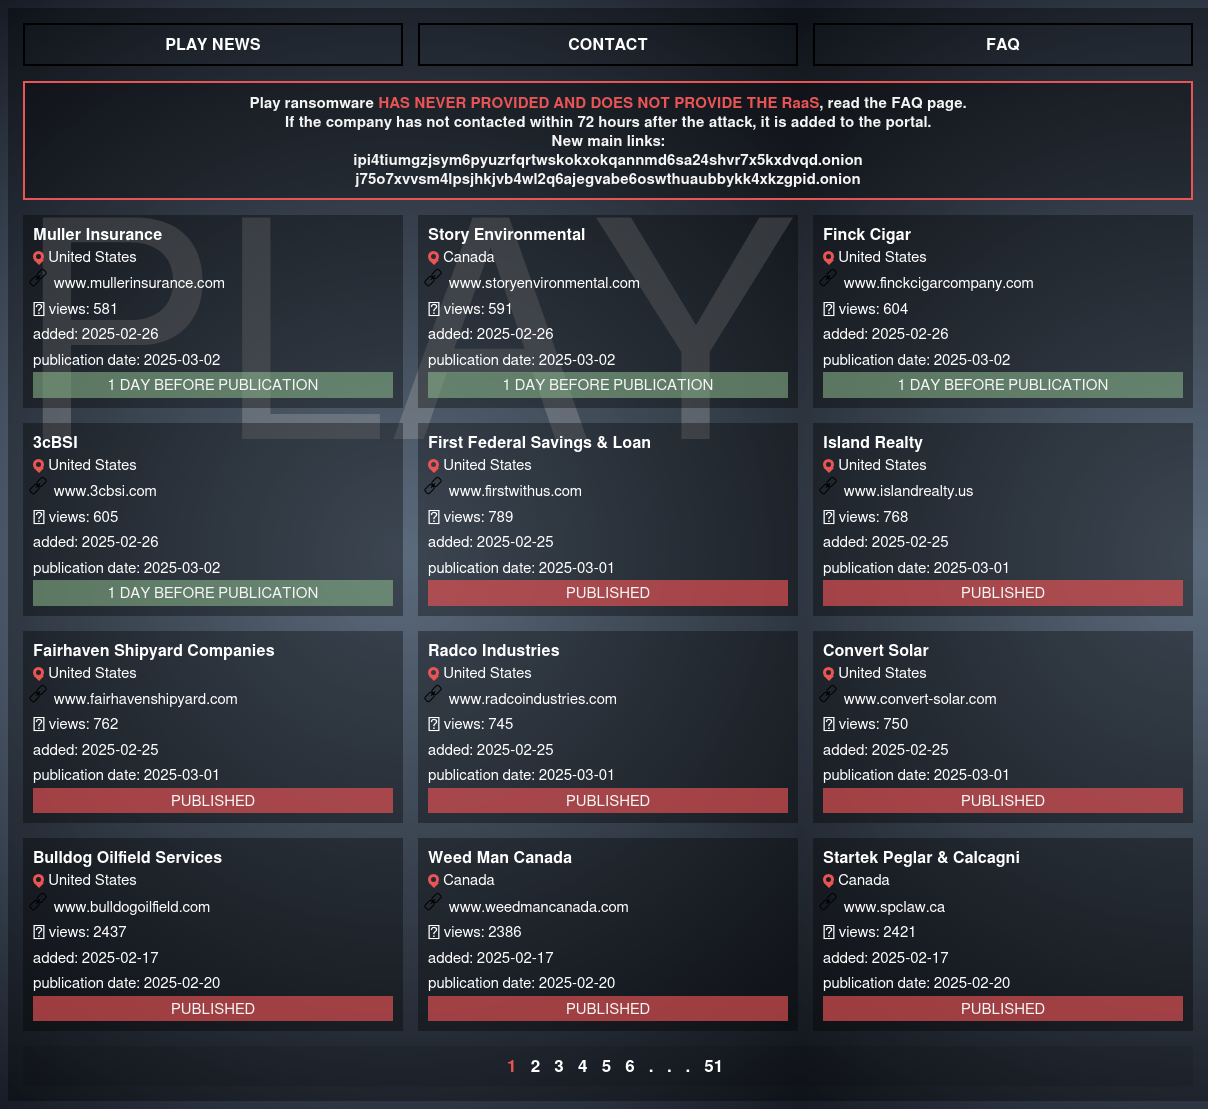 PLAY NEWS
CONTACT
FAQ
Play ransomware HAS NEVER PROVIDED AND DOES NOT PROVIDE THE RaaS, read the FAQ page.
If the company has not contacted within 72 hours after the attack, it is added to the portal.
New main links:
ipi4tiumgzjsym6pyuzrfqrtwskokxokqannmd6sa24shvr7x5kxdvqd.onion
j75o7xvvsm4lpsjhkjvb4wl2q6ajegvabe6oswthuaubbykk4xkzgpid.onion
PLAY
Muller Insurance
United States
www.mullerinsurance.com
views: 581
added: 2025-02-26
publication date: 2025-03-02
1 DAY BEFORE PUBLICATION
Story Environmental
Canada
www.storyenvironmental.com
views: 591
added: 2025-02-26
publication date: 2025-03-02
1 DAY BEFORE PUBLICATION
Finck Cigar
United States
www.finckcigarcompany.com
views: 604
added: 2025-02-26
publication date: 2025-03-02
1 DAY BEFORE PUBLICATION
3cBSI
United States
www.3cbsi.com
views: 605
added: 2025-02-26
publication date: 2025-03-02
1 DAY BEFORE PUBLICATION
First Federal Savings & Loan
United States
www.firstwithus.com
views: 789
added: 2025-02-25
publication date: 2025-03-01
PUBLISHED
Island Realty
United States
www.islandrealty.us
views: 768
added: 2025-02-25
publication date: 2025-03-01
PUBLISHED
Fairhaven Shipyard Companies
United States
www.fairhavenshipyard.com
views: 762
added: 2025-02-25
publication date: 2025-03-01
PUBLISHED
Radco Industries
United States
www.radcoindustries.com
views: 745
added: 2025-02-25
publication date: 2025-03-01
PUBLISHED
Convert Solar
United States
www.convert-solar.com
views: 750
added: 2025-02-25
publication date: 2025-03-01
PUBLISHED
Bulldog Oilfield Services
United States
www.bulldogoilfield.com
views: 2437
added: 2025-02-17
publication date: 2025-02-20
PUBLISHED
Weed Man Canada
Canada
www.weedmancanada.com
views: 2386
added: 2025-02-17
publication date: 2025-02-20
PUBLISHED
Startek Peglar & Calcagni
Canada
www.spclaw.ca
views: 2421
added: 2025-02-17
publication date: 2025-02-20
PUBLISHED
1 2 3 4 5 6 . . . 51